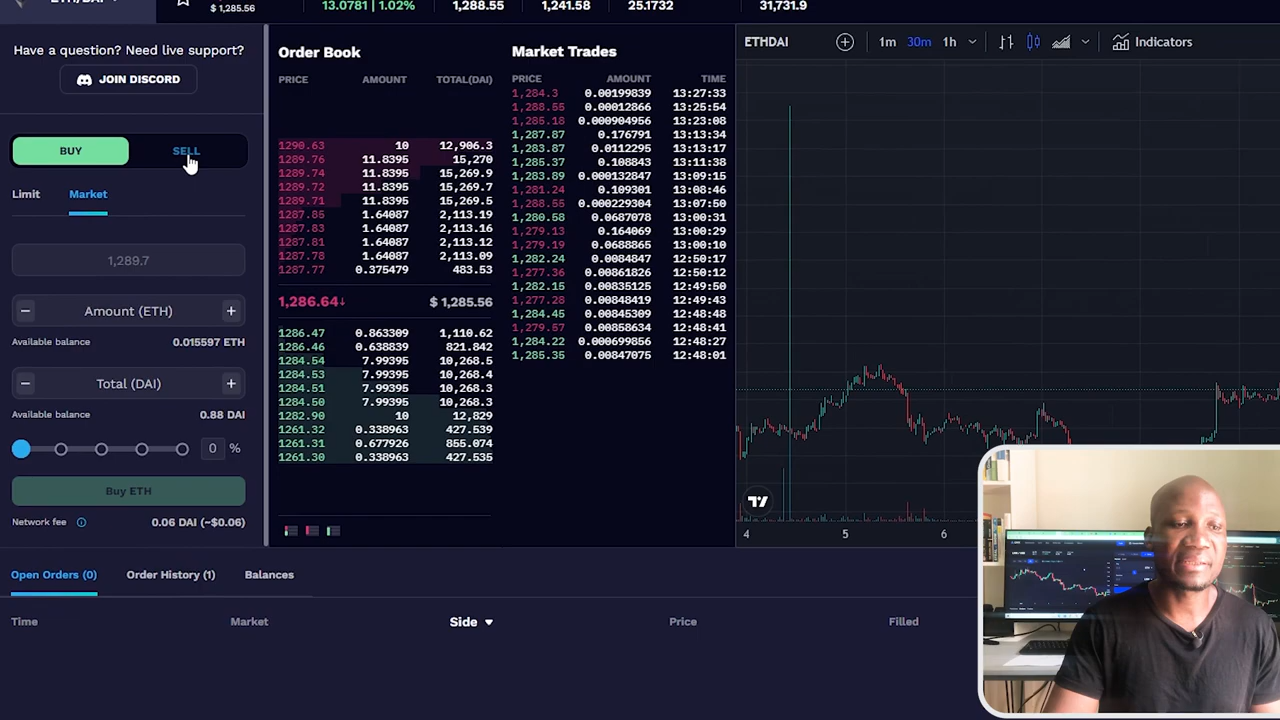 $ 1,285.56
13.0781 | 1.02%
1,288.55
1,241.58
25.1732
31,731.9
Have a question? Need live support?
JOIN DISCORD
BUY
SELL
Limit
Market
1,289.7
- Amount (ETH) +
Available balance 0.015597 ETH
- Total (DAI) +
Available balance 0.88 DAI
0 %
Buy ETH
Network fee 0.06 DAI (~$0.06)
Order Book
PRICE AMOUNT TOTAL(DAI)
1290.63 10 12,906.3
1289.76 11.8395 15,270
1289.74 11.8395 15,269.9
1289.72 11.8395 15,269.7
1289.71 11.8395 15,269.5
1287.85 1.64087 2,113.19
1287.83 1.64087 2,113.16
1287.81 1.64087 2,113.12
1287.78 1.64087 2,113.09
1287.77 0.375479 483.53
1,286.64↓ $ 1,285.56
1286.47 0.863309 1,110.62
1286.46 0.638839 821.842
1284.54 7.99395 10,268.5
1284.53 7.99395 10,268.4
1284.51 7.99395 10,268.3
1284.50 7.99395 10,268.3
1282.90 10 12,829
1261.32 0.338963 427.539
1261.31 0.677926 855.074
1261.30 0.338963 427.535
Market Trades
PRICE AMOUNT TIME
1,284.3 0.00199839 13:27:33
1,288.55 0.00012866 13:25:54
1,285.18 0.000904956 13:23:08
1,287.87 0.176791 13:13:34
1,283.87 0.0112295 13:13:17
1,285.37 0.108843 13:11:38
1,283.89 0.000132847 13:09:15
1,281.24 0.109301 13:08:46
1,288.55 0.000229304 13:07:50
1,280.58 0.0687078 13:00:31
1,279.13 0.164069 13:00:29
1,279.19 0.0688865 13:00:10
1,282.24 0.0084847 12:50:17
1,277.36 0.00861826 12:50:12
1,282.15 0.00835125 12:49:50
1,277.28 0.00848419 12:49:43
1,284.45 0.00845309 12:48:48
1,279.57 0.00858634 12:48:41
1,284.22 0.000699856 12:48:27
1,285.35 0.00847075 12:48:01
ETHDAI
1m 30m 1h
Indicators
4 5 6
Open Orders (0)
Order History (1)
Balances
Time Market Side Price Filled